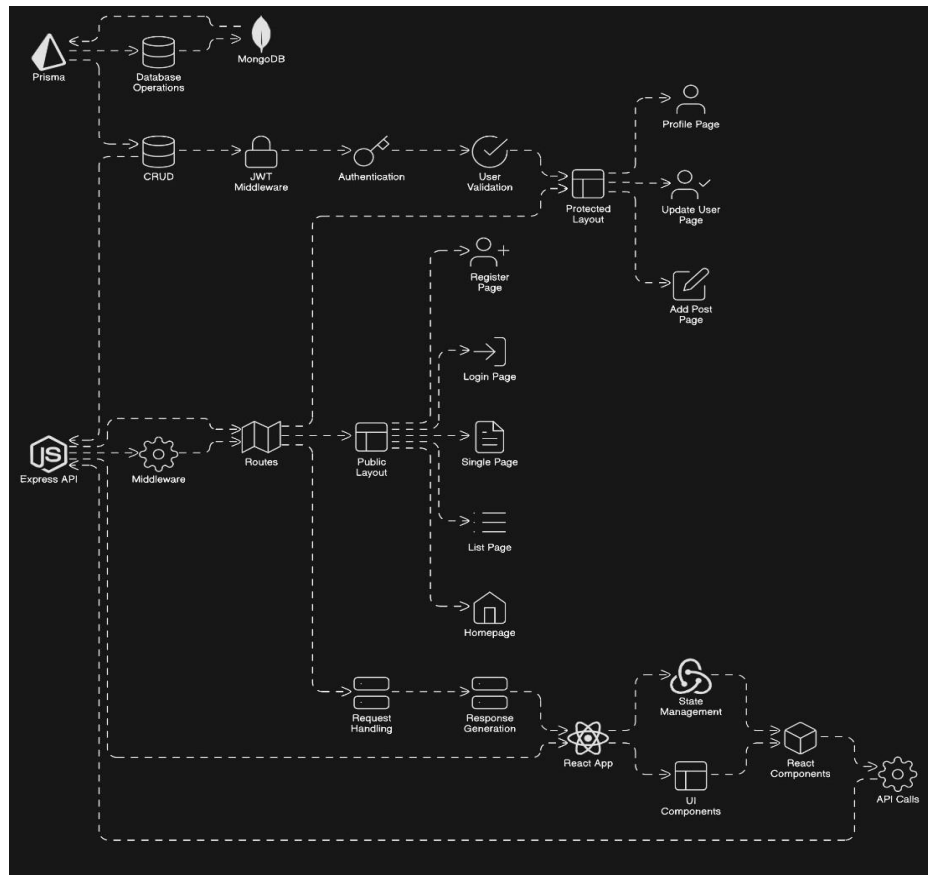 MongoDB
Prisma
Database
Operations
Profile Page
CRUD
JWT
Middleware
Authentication
User
Validation
Protected
Layout
Update User
Page
Register
Page
Add Post
Page
Login Page
JS
Express API
Middleware
Routes
Public
Layout
Single Page
List Page
Homepage
Request
Handling
Response
Generation
State
Management
React App
React
Components
UI
Components
API Calls